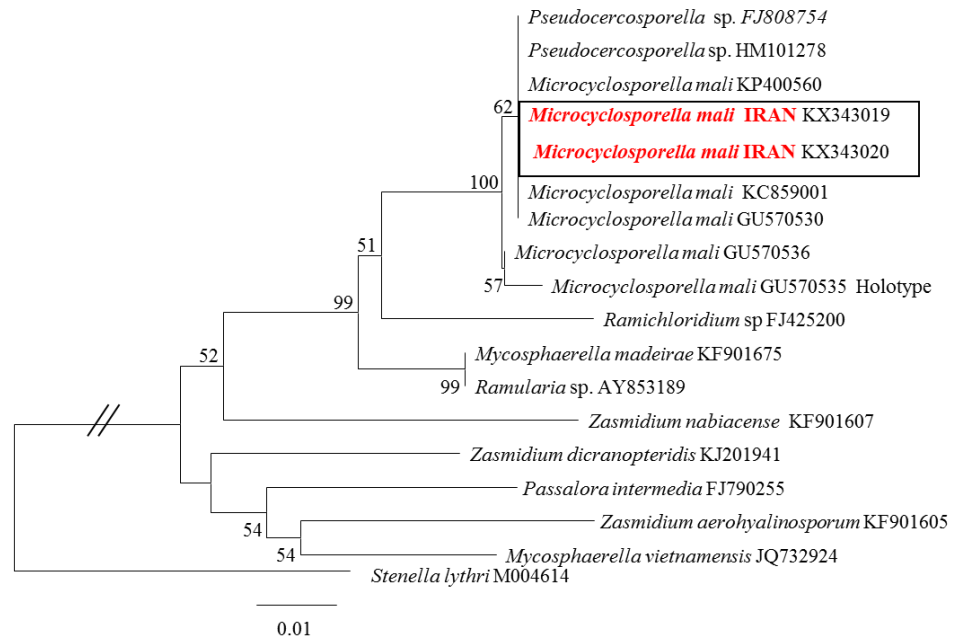 Pseudocercosporella sp. FJ808754
Pseudocercosporella sp. HM101278
Microcyclosporella mali KP400560
62
Microcyclosporella mali IRAN KX343019
Microcyclosporella mali IRAN KX343020
100
Microcyclosporella mali KC859001
Microcyclosporella mali GU570530
51
Microcyclosporella mali GU570536
57
Microcyclosporella mali GU570535 Holotype
99
Ramichloridium sp FJ425200
52
Mycosphaerella madeirae KF901675
99
Ramularia sp. AY853189
Zasmidium nabiacense KF901607
Zasmidium dicranopteridis KJ201941
Passalora intermedia FJ790255
54
Zasmidium aerohyalinosporum KF901605
54
Mycosphaerella vietnamensis JQ732924
Stenella lythri M004614
0.01